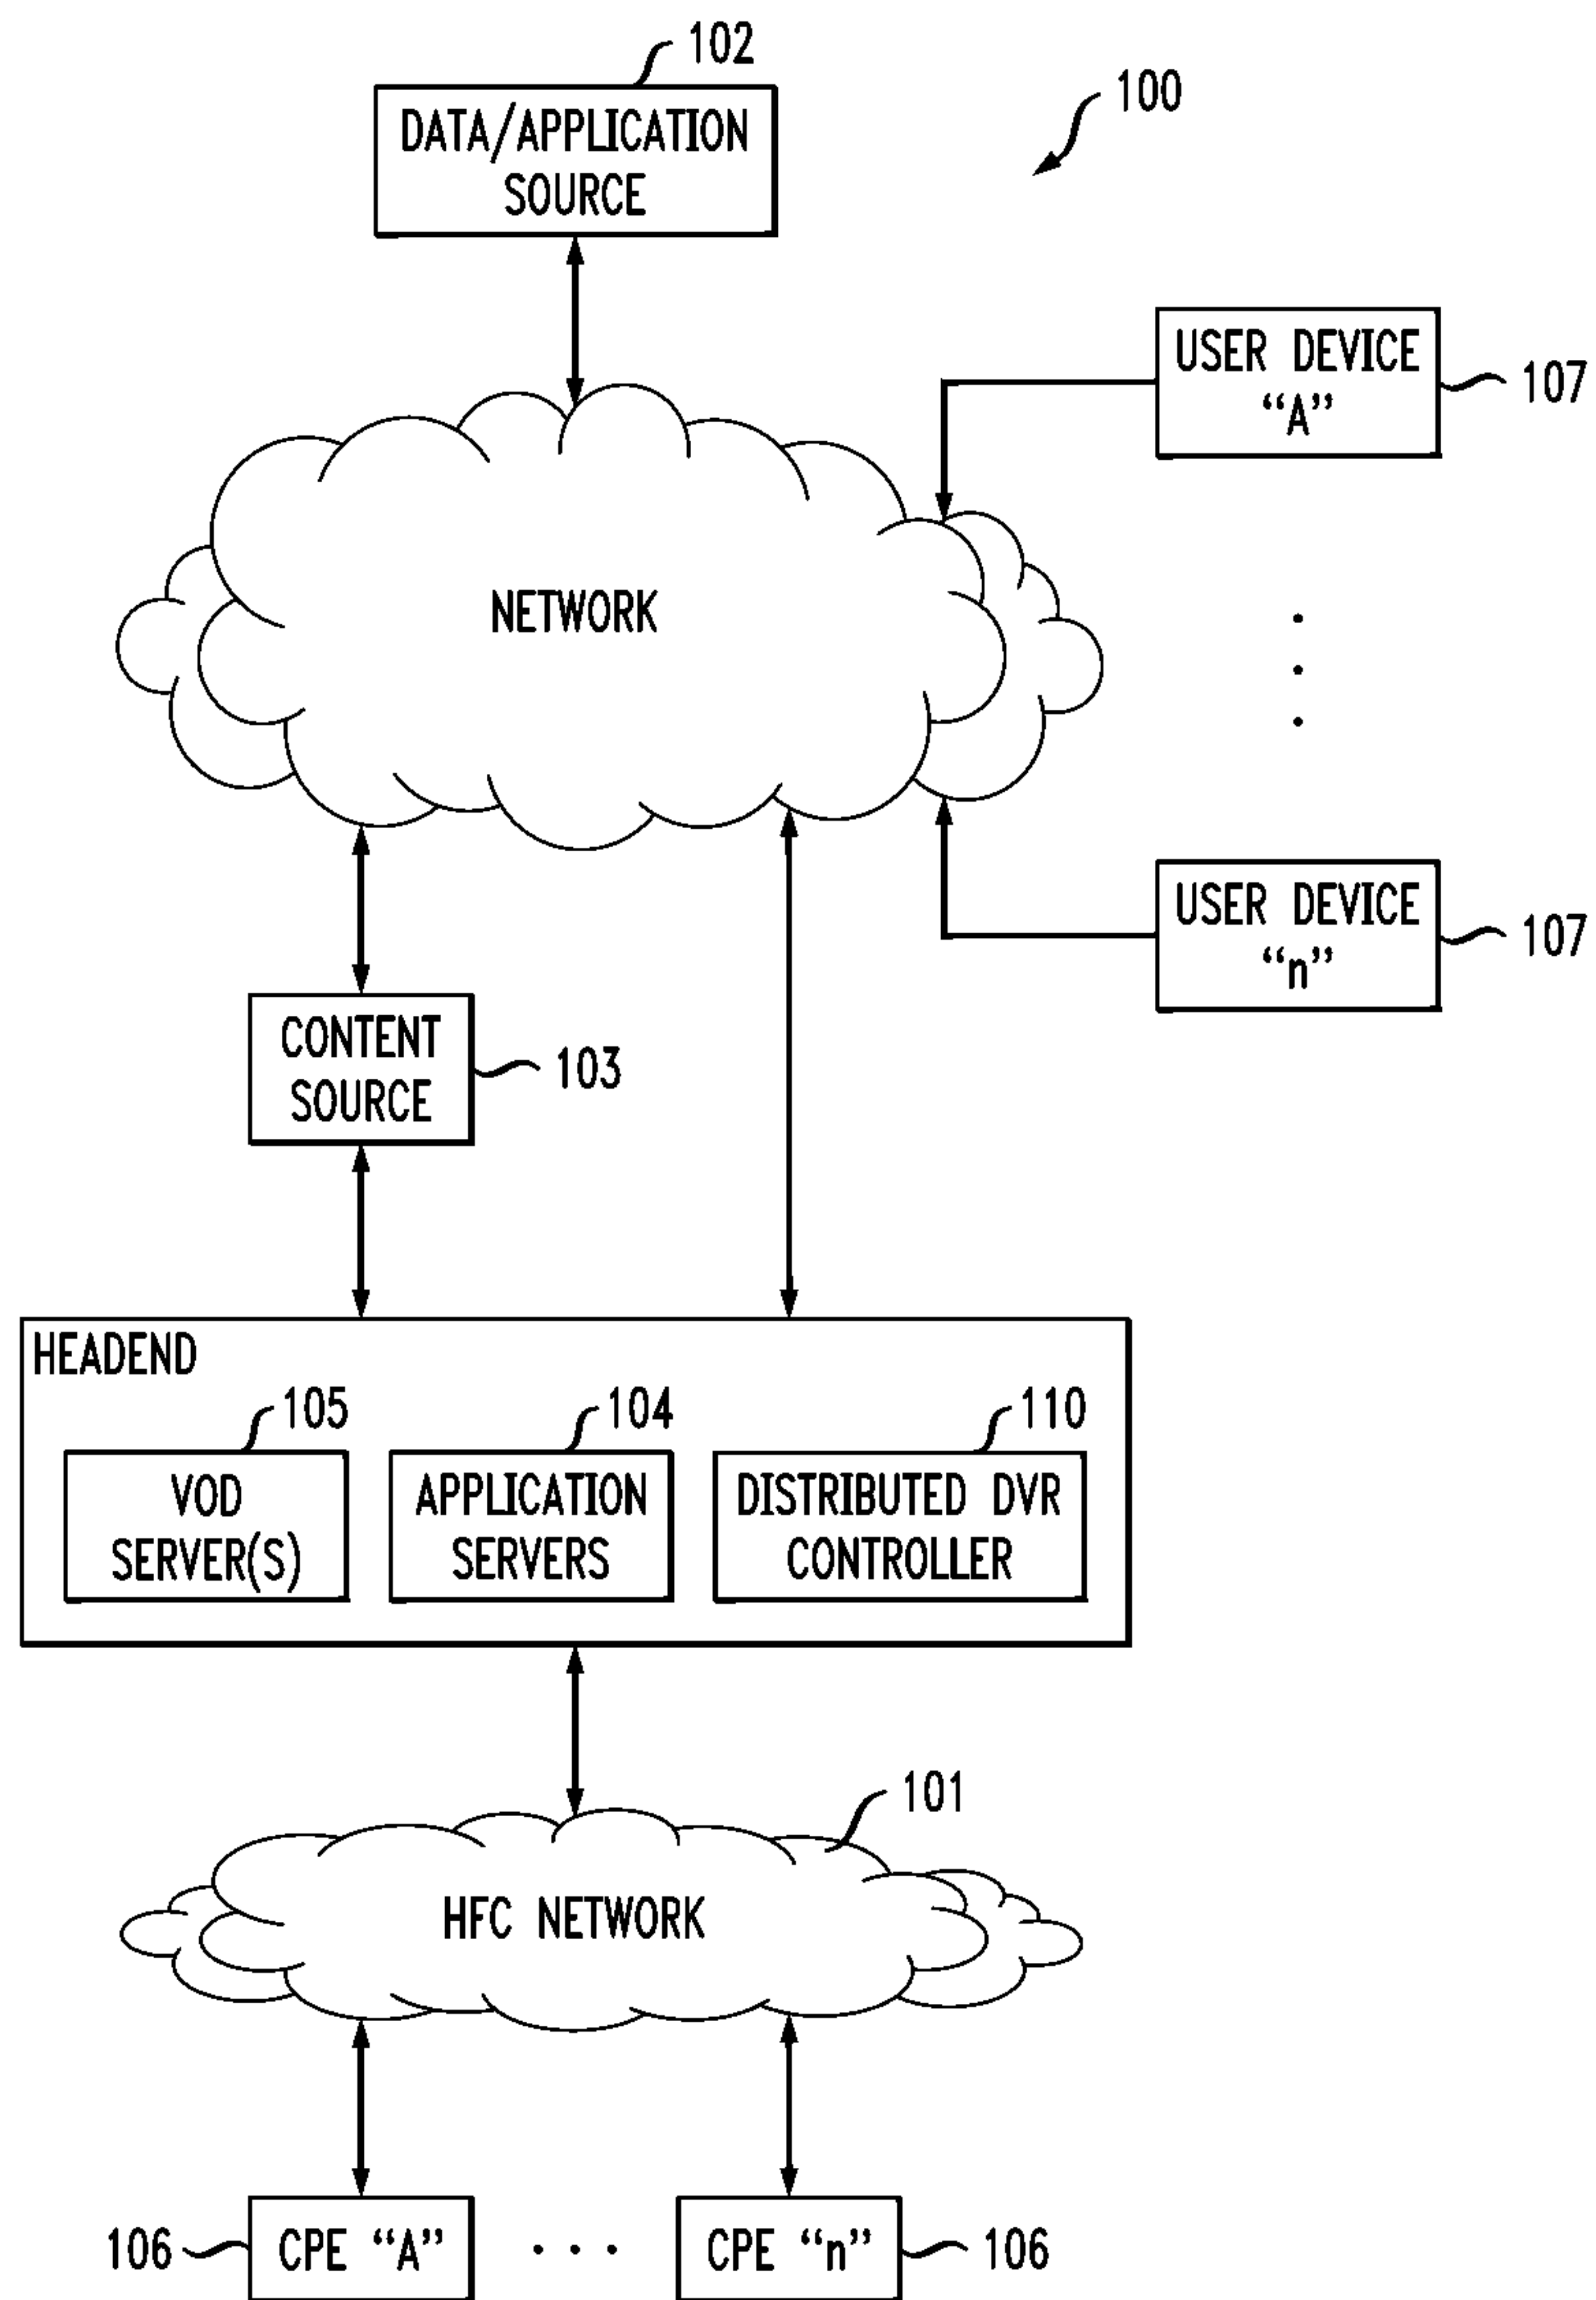 102
100
DATA/APPLICATION
SOURCE
USER DEVICE
“A”
107
NETWORK
USER DEVICE
“n”
107
CONTENT
SOURCE
103
HEADEND
105
104
110
VOD
SERVER(S)
APPLICATION
SERVERS
DISTRIBUTED DVR
CONTROLLER
101
HFC NETWORK
106
CPE “A”
CPE “n”
106